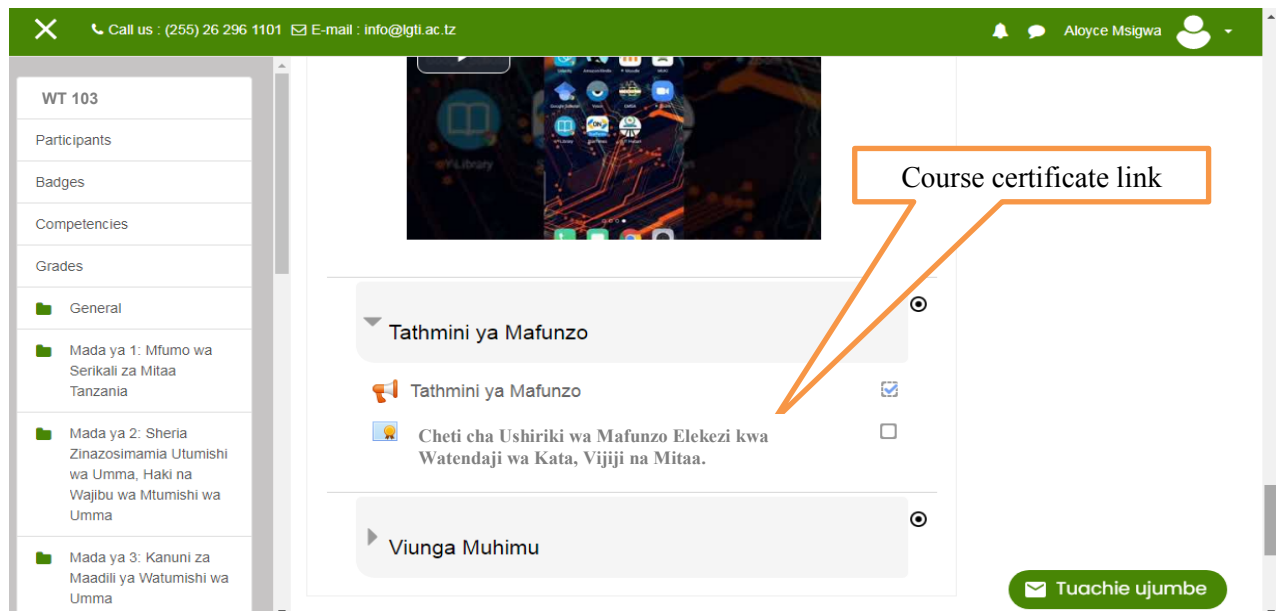 Call us : (255) 26 296 1101 E-mail : info@lgti.ac.tz
Aloyce Msigwa
WT 103
Participants
Badges
Competencies
Grades
General
Mada ya 1: Mfumo wa
Serikali za Mitaa
Tanzania
Mada ya 2: Sheria
Zinazosimamia Utumishi
wa Umma, Haki na
Wajibu wa Mtumishi wa
Umma
Mada ya 3: Kanuni za
Maadili ya Watumishi wa
Umma
Course certificate link
Tathmini ya Mafunzo
Tathmini ya Mafunzo
Cheti cha Ushiriki wa Mafunzo Elekezi kwa
Watendaji wa Kata, Vijiji na Mitaa.
Viunga Muhimu
Tuachie ujumbe